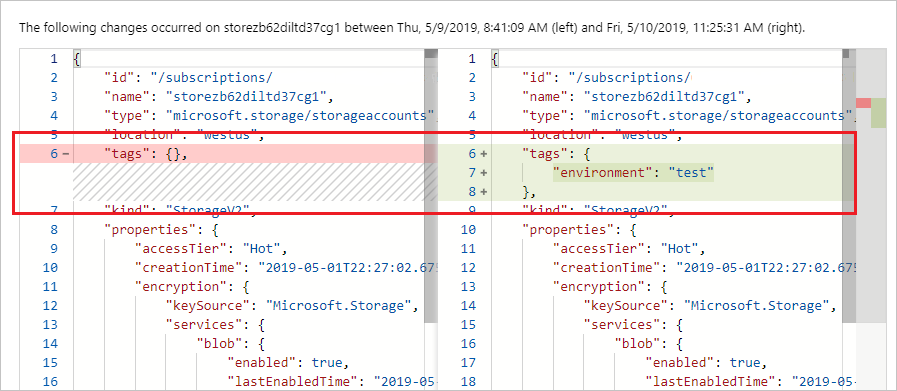 The following changes occurred on storezb62diltd37cg1 between Thu, 5/9/2019, 8:41:09 AM (left) and Fri, 5/10/2019, 11:25:31 AM (right).
1 {
2 "id": "/subscriptions/
3 "name": "storezb62diltd37cg1",
4 "type": "microsoft.storage/storageaccounts",
5 "location": "westus",
6 - "tags": {},
7 "kind": "StorageV2",
8 "properties": {
9 "accessTier": "Hot",
10 "creationTime": "2019-05-01T22:27:02.675
11 "encryption": {
12 "keySource": "Microsoft.Storage",
13 "services": {
14 "blob": {
15 "enabled": true,
16 "lastEnabledTime": "2019-05-
1 {
2 "id": "/subscriptions/
3 "name": "storezb62diltd37cg1",
4 "type": "microsoft.storage/storageaccounts",
5 "location": "westus",
6 + "tags": {
7 + "environment": "test"
8 + },
9 "kind": "StorageV2",
10 "properties": {
11 "accessTier": "Hot",
12 "creationTime": "2019-05-01T22:27:02.67
13 "encryption": {
14 "keySource": "Microsoft.Storage",
15 "services": {
16 "blob": {
17 "enabled": true,
18 "lastEnabledTime": "2019-05